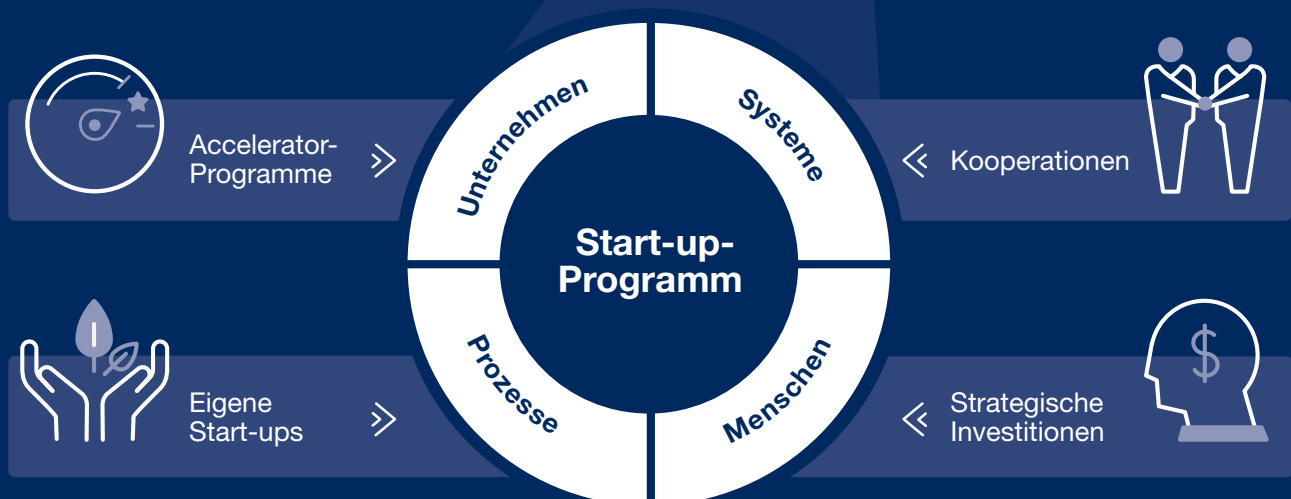 Accelerator-
Programme
Unternehmen
Systeme
Kooperationen
Start-up-
Programm
Eigene
Start-ups
Prozesse
Menschen
Strategische
Investitionen
$